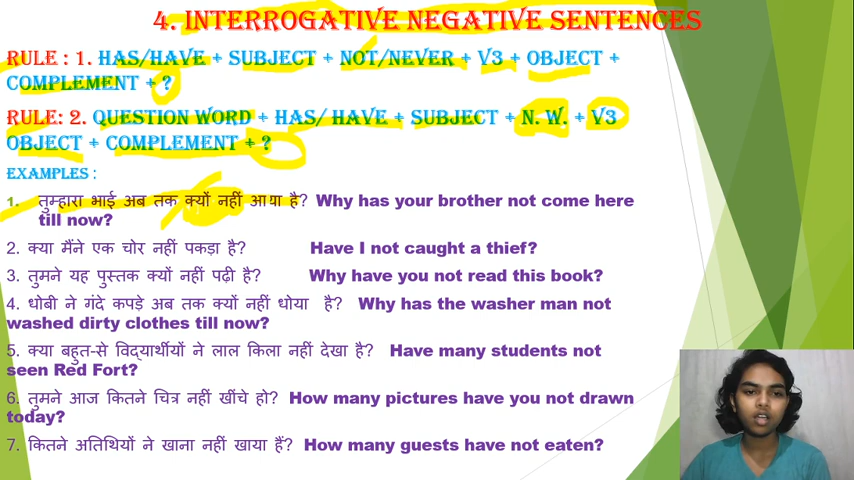 4. INTERROGATIVE NEGATIVE SENTENCES
RULE : 1. HAS/HAVE + SUBJECT + NOT/NEVER + V3 + OBJECT +
COMPLEMENT + ?
RULE: 2. QUESTION WORD + HAS/ HAVE + SUBJECT + N. W. + V3
OBJECT + COMPLEMENT + ?
EXAMPLES :
1. तुम्हारा भाई अब तक क्यों नहीं आया है? Why has your brother not come here
till now?
2. क्या मैंने एक चोर नहीं पकड़ा है? Have I not caught a thief?
3. तुमने यह पुस्तक क्यों नहीं पढ़ी है? Why have you not read this book?
4. धोबी ने गंदे कपड़े अब तक क्यों नहीं धोया है? Why has the washer man not
washed dirty clothes till now?
5. क्या बहुत-से विद्यार्थीयों ने लाल किला नहीं देखा है? Have many students not
seen Red Fort?
6. तुमने आज कितने चित्र नहीं खींचे हो? How many pictures have you not drawn
today?
7. कितने अतिथियों ने खाना नहीं खाया हैं? How many guests have not eaten?